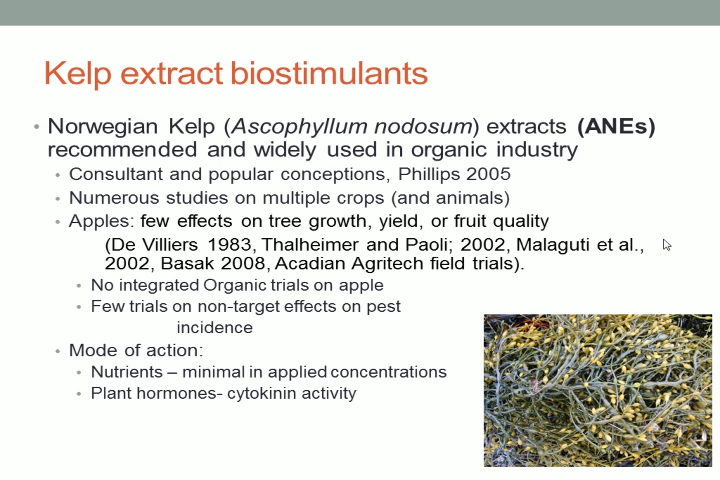 Kelp extract biostimulants
• Norwegian Kelp (Ascophyllum nodosum) extracts (ANEs)
recommended and widely used in organic industry
• Consultant and popular conceptions, Phillips 2005
• Numerous studies on multiple crops (and animals)
• Apples: few effects on tree growth, yield, or fruit quality
(De Villiers 1983, Thalheimer and Paoli; 2002, Malaguti et al.,
2002, Basak 2008, Acadian Agritech field trials).
• No integrated Organic trials on apple
• Few trials on non-target effects on pest
incidence
• Mode of action:
• Nutrients – minimal in applied concentrations
• Plant hormones- cytokinin activity